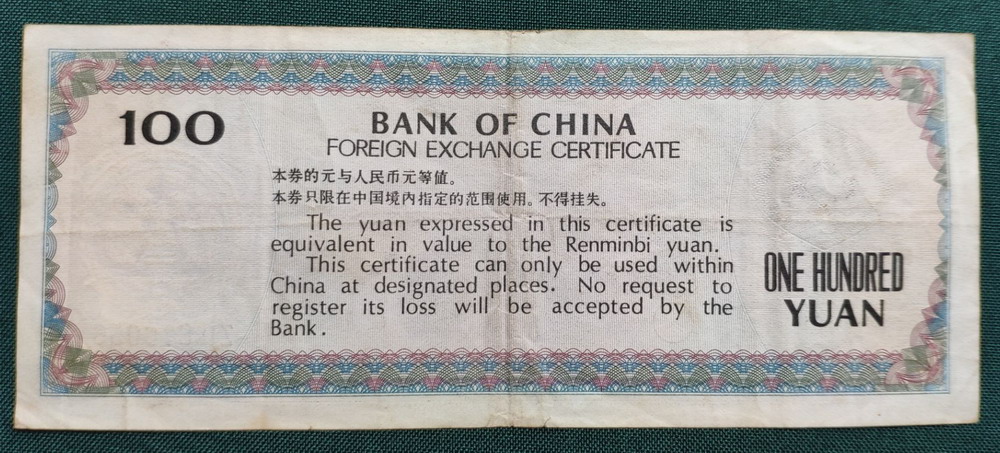 100
BANK OF CHINA
FOREIGN EXCHANGE CERTIFICATE
本券的元与人民币元等值。
本券只限在中国境内指定的范围使用。不得挂失。
The yuan expressed in this certificate is
equivalent in value to the Renminbi yuan.
This certificate can only be used within
China at designated places. No request to
register its loss will be accepted by the
Bank.
ONE HUNDRED
YUAN